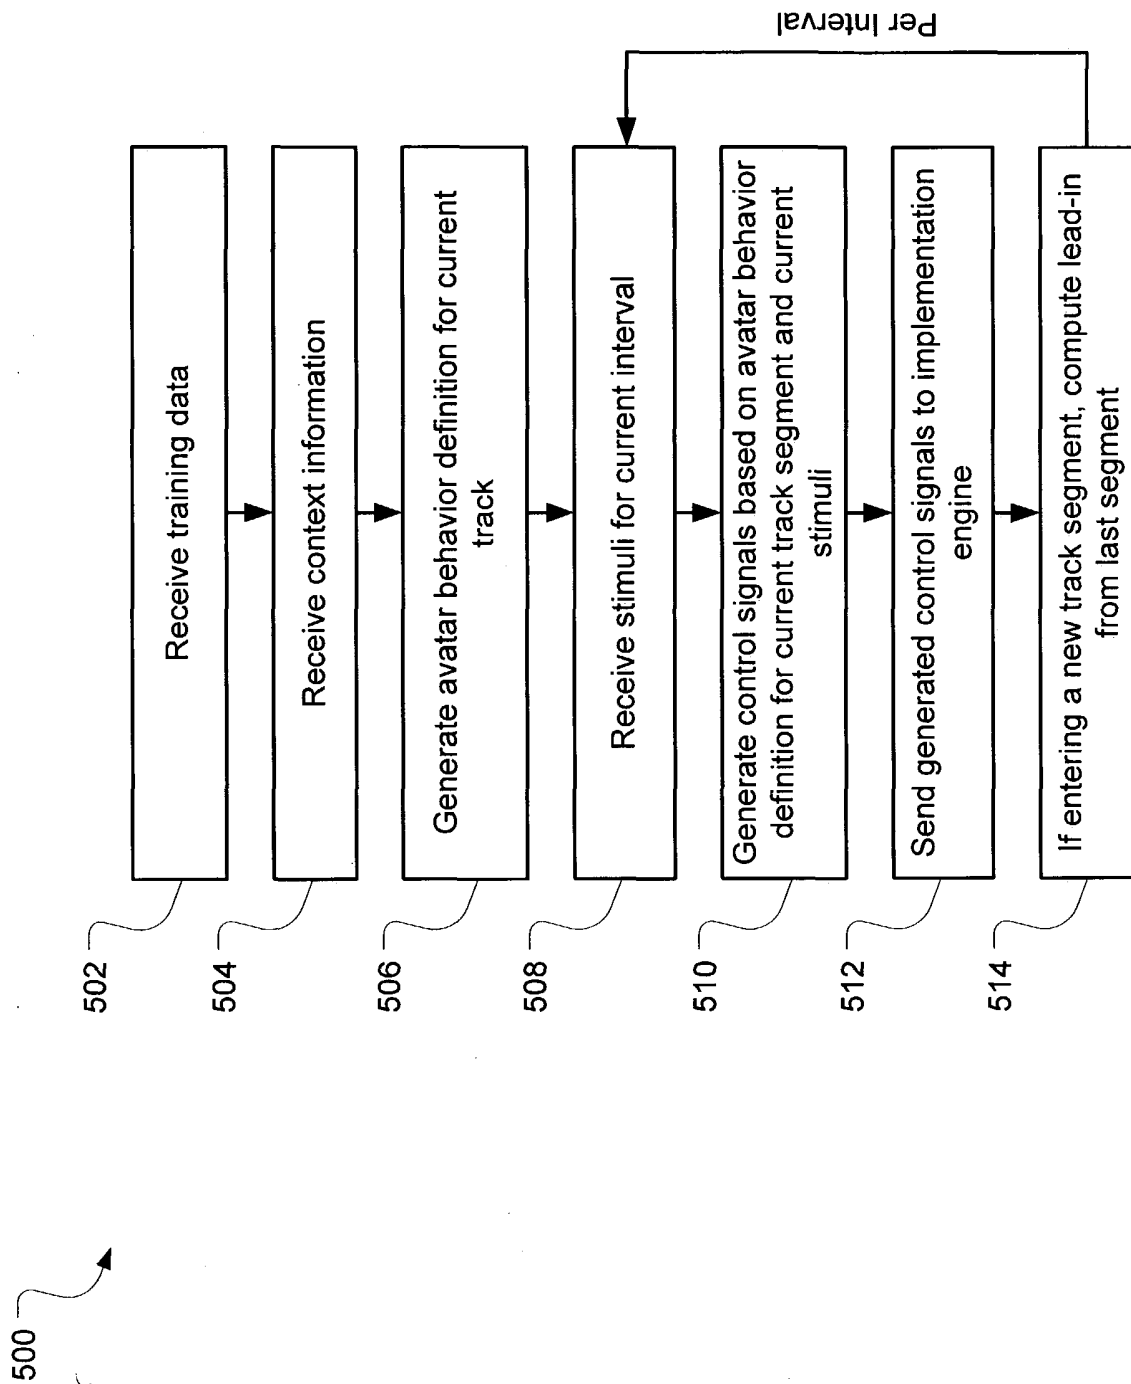 500
502
Receive training data
504
Receive context information
506
Generate avatar behavior definition for current
track
508
Receive stimuli for current interval
510
Generate control signals based on avatar behavior
definition for current track segment and current
stimuli
512
Send generated control signals to implementation
engine
514
If entering a new track segment, compute lead-in
from last segment
Per Interval